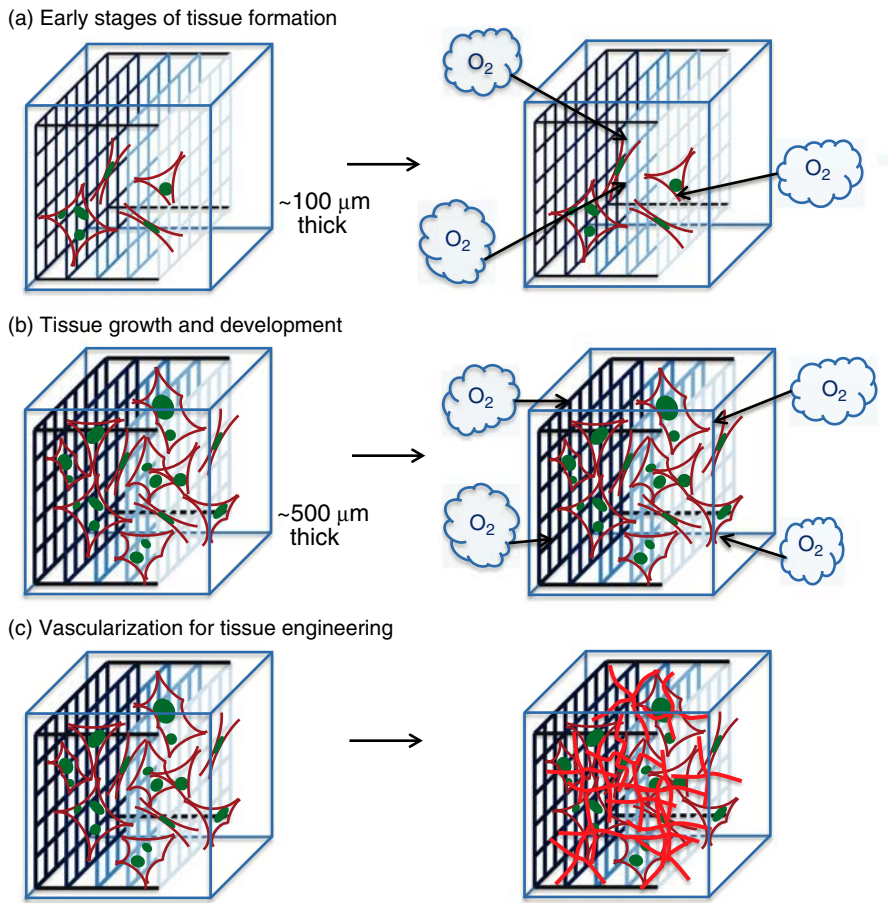 (a) Early stages of tissue formation
O₂
O₂
~100 μm
thick
O₂
(b) Tissue growth and development
O₂
O₂
~500 μm
thick
O₂
O₂
(c) Vascularization for tissue engineering